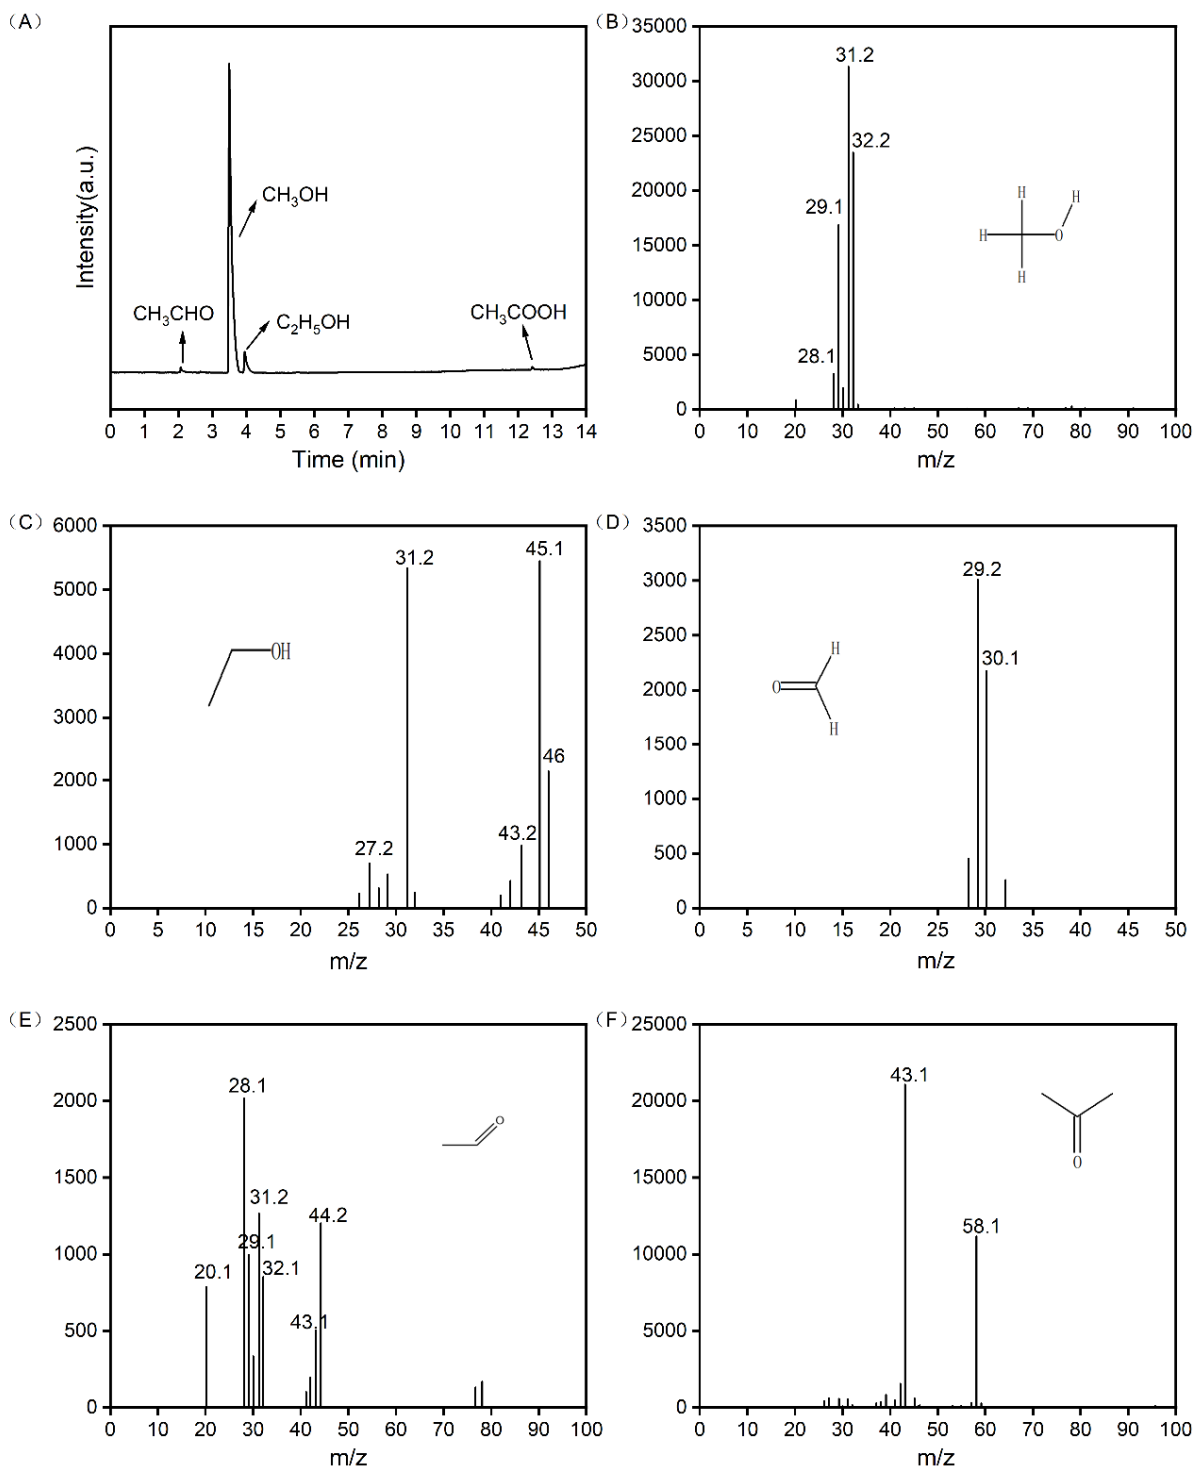 （A）
Intensity(a.u.)
CH₃CHO
CH₃OH
C₂H₅OH
CH₃COOH
0 1 2 3 4 5 6 7 8 9 10 11 12 13 14
Time (min)
（B）
35000
30000
25000
20000
15000
10000
5000
0
31.2
32.2
29.1
28.1
H
H
H
O
H
0 10 20 30 40 50 60 70 80 90 100
m/z
（C）
6000
5000
4000
3000
2000
1000
0
31.2
45.1
46
43.2
27.2
OH
0 5 10 15 20 25 30 35 40 45 50
m/z
（D）
3500
3000
2500
2000
1500
1000
500
0
29.2
30.1
H
O
H
0 5 10 15 20 25 30 35 40 45 50
m/z
（E）
2500
2000
1500
1000
500
0
28.1
31.2
29.1
32.1
20.1
44.2
43.1
O
0 10 20 30 40 50 60 70 80 90 100
m/z
（F）
25000
20000
15000
10000
5000
0
43.1
58.1
O
0 10 20 30 40 50 60 70 80 90 100
m/z